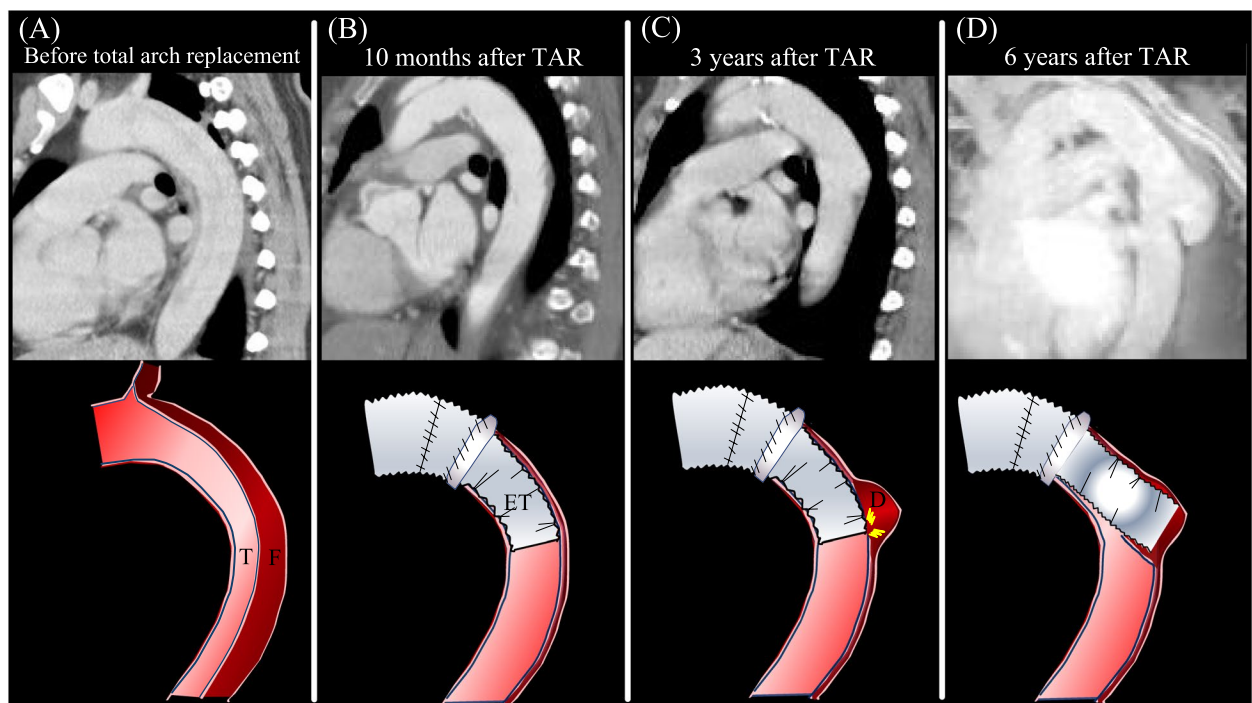 (A)
Before total arch replacement
(B)
10 months after TAR
(C)
3 years after TAR
(D)
6 years after TAR
T
F
ET
D